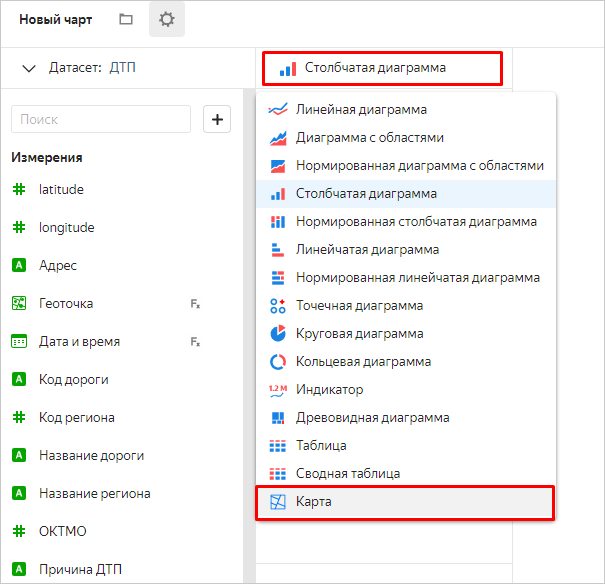 Новый чарт
Датасет: ДТП
Столбчатая диаграмма
Поиск
+
Измерения
latitude
longitude
A Адрес
Геоточка Fx
Дата и время Fx
A Код дороги
Код региона
A Название дороги
A Название региона
ОКТМО
A Причина ДТП
Линейная диаграмма
Диаграмма с областями
Нормированная диаграмма с областями
Столбчатая диаграмма
Нормированная столбчатая диаграмма
Линейчатая диаграмма
Нормированная линейчатая диаграмма
Точечная диаграмма
Круговая диаграмма
Кольцевая диаграмма
1.2 M Индикатор
Древовидная диаграмма
Таблица
Сводная таблица
Карта